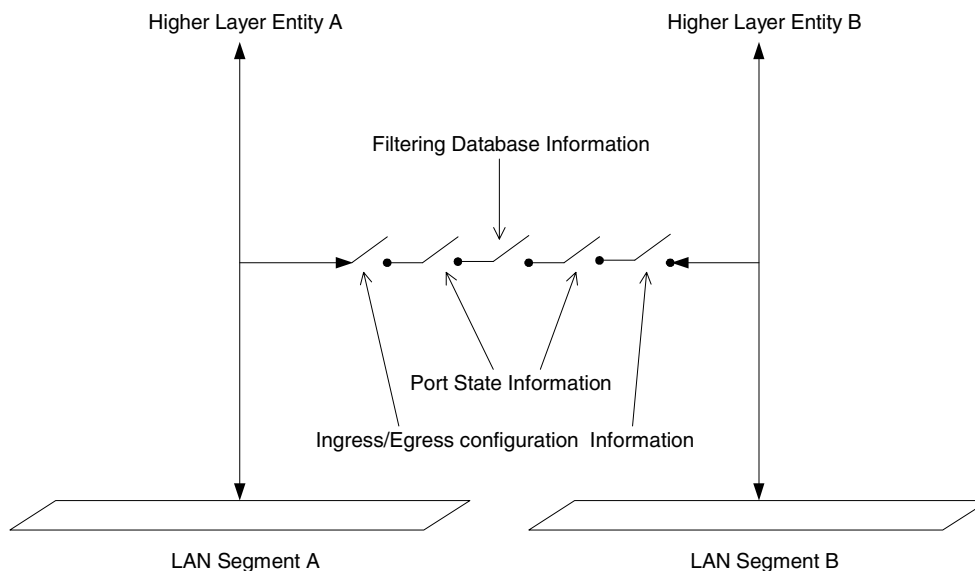 Higher Layer Entity A
Higher Layer Entity B
Filtering Database Information
Port State Information
Ingress/Egress configuration Information
LAN Segment A
LAN Segment B